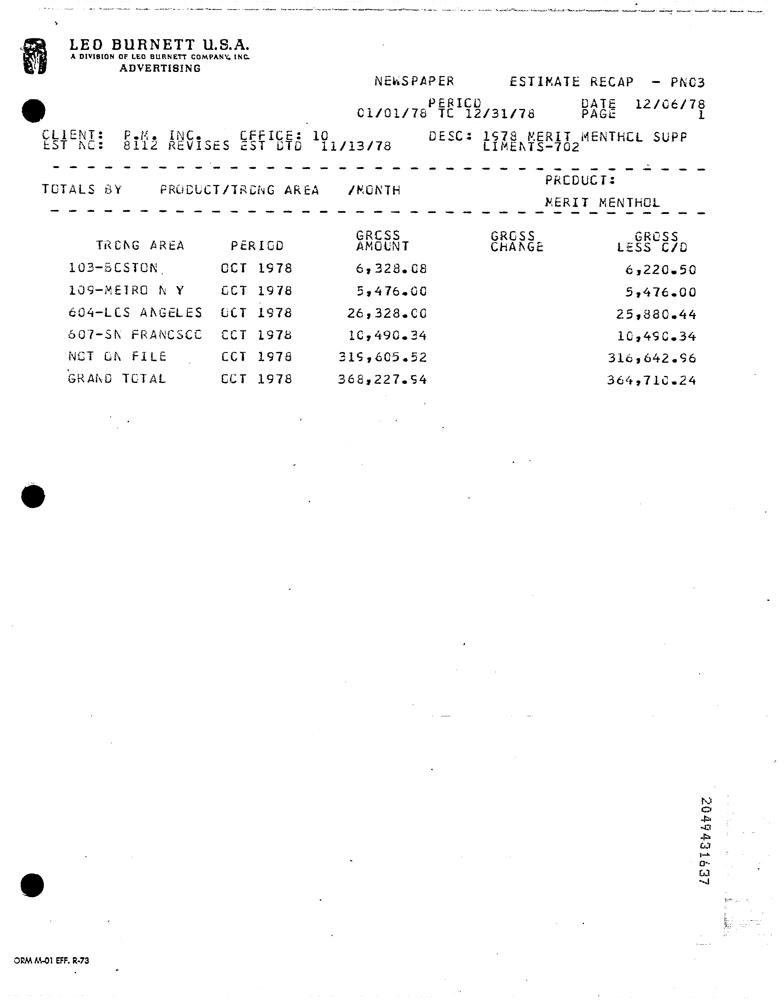 LEO BURNETT U.S.A.
A DIVISION OF LEO BURNETT COMPANY, INC.
ADVERTISING
NEWSPAPER ESTIMATE RECAP - PN03
PERIOD DATE 12/06/78
01/01/78 TO 12/31/78 PAGE 1
CLIENT: P.M. INC. OFFICE: 10 DESC: 1978 MERIT MENTHOL SUPP
EST NO: 8112 REVISES EST DTD 11/13/78 LIMENTS-702
TOTALS BY PRODUCT/TRDNG AREA /MONTH PRODUCT:
MERIT MENTHOL
GROSS GROSS GROSS
TRDNG AREA PERIOD AMOUNT CHANGE LESS C/D
103-BOSTON OCT 1978 6,328.08 6,220.50
109-METRO N Y OCT 1978 5,476.00 5,476.00
604-LOS ANGELES OCT 1978 26,328.00 25,880.44
607-SN FRANCSCO OCT 1978 10,490.34 10,490.34
NOT ON FILE OCT 1978 319,605.52 316,642.96
GRAND TOTAL OCT 1978 368,227.94 364,710.24
2049431637
ORM M-01 EFF. R-73